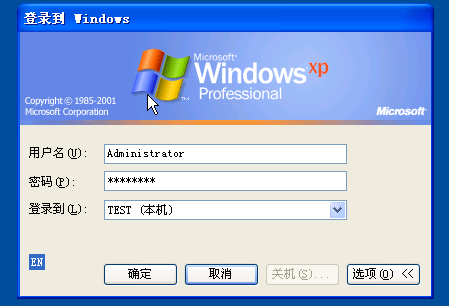 登录到 Windows
Microsoft®
Windows xp
Professional
Copyright © 1985-2001
Microsoft Corporation
Microsoft
用户名(U): Administrator
密码(P): ********
登录到(L): TEST (本机)
EN
确定 取消 关机(S)... 选项(O) <<